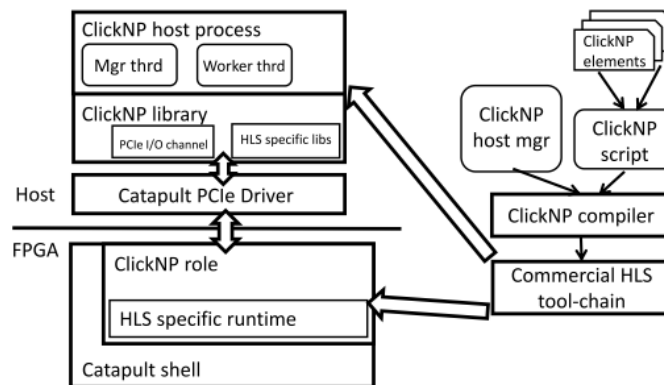 ClickNP host process
Mgr thrd
Worker thrd
ClickNP library
PCIe I/O channel
HLS specific libs
Host
Catapult PCIe Driver
FPGA
ClickNP role
HLS specific runtime
Catapult shell
ClickNP
elements
ClickNP
host mgr
ClickNP
script
ClickNP compiler
Commercial HLS
tool-chain